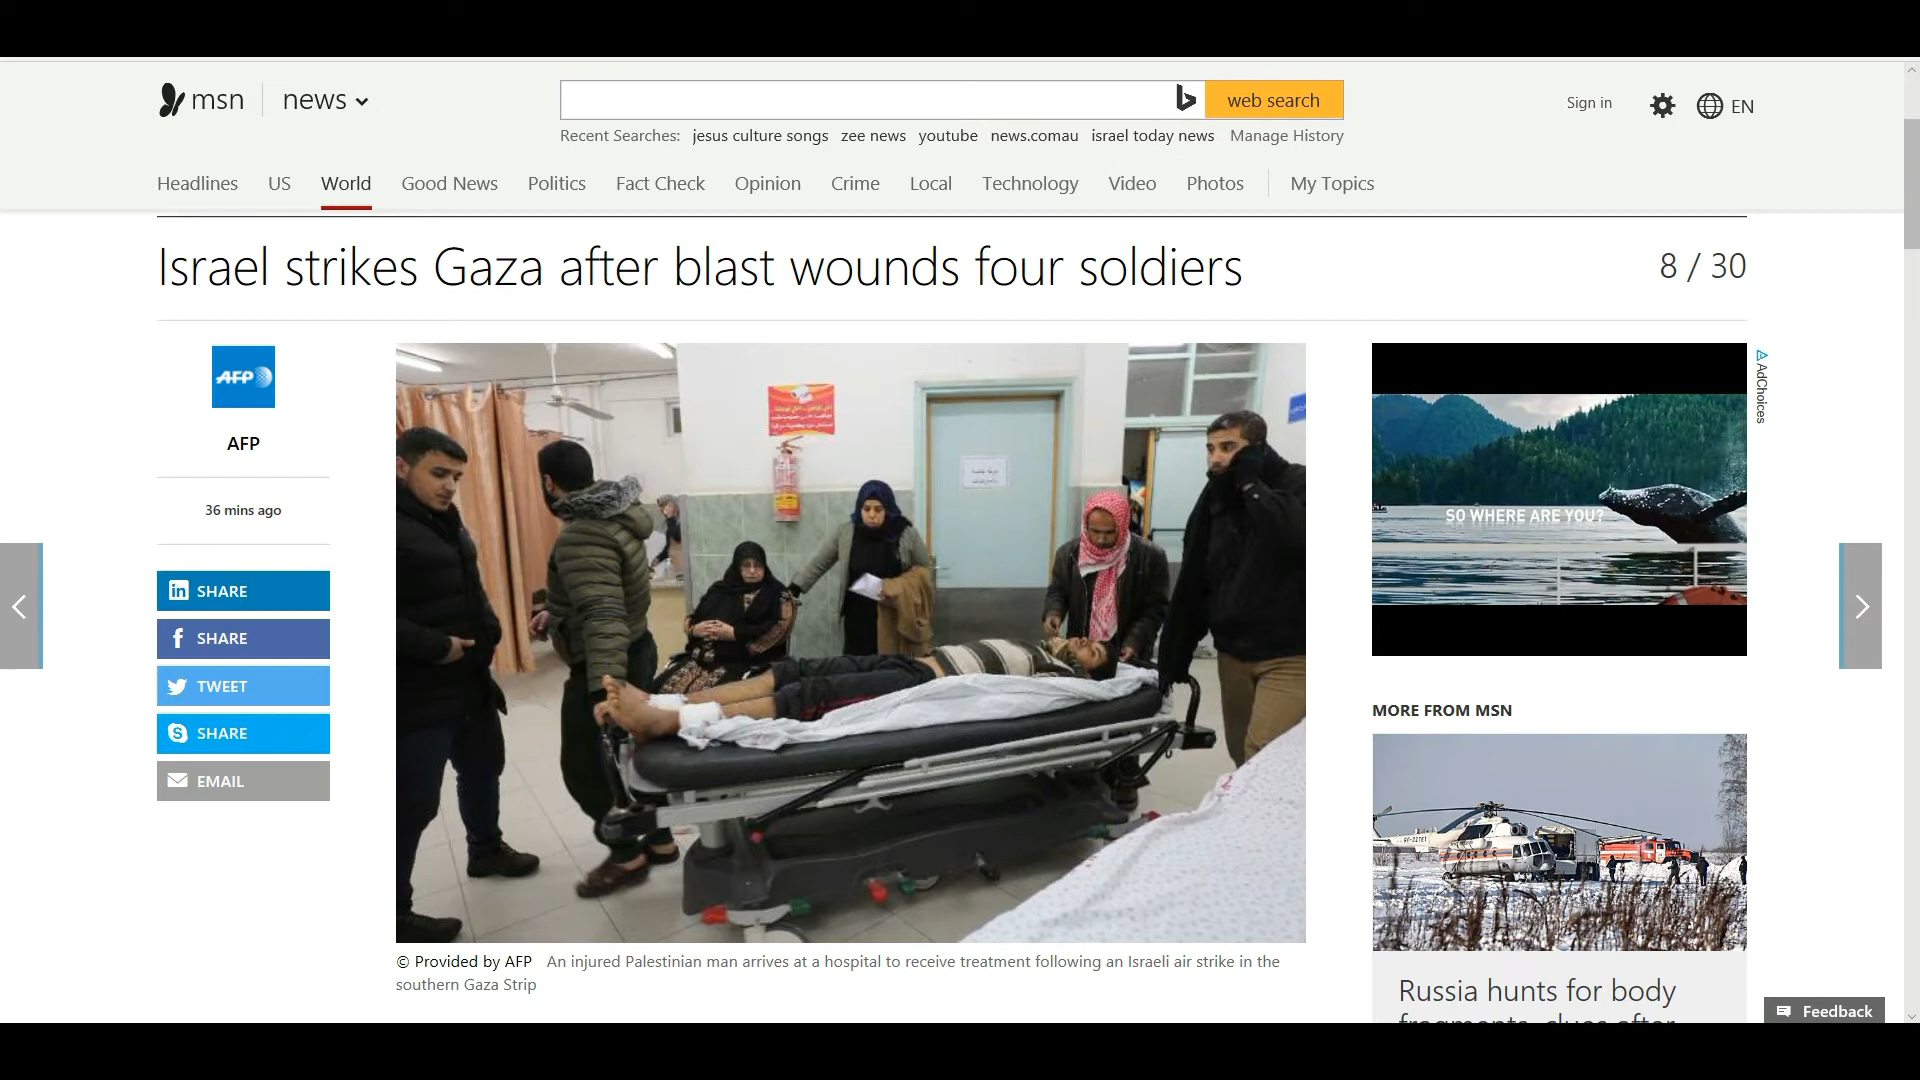 msn
news
web search
Sign in
EN
Recent Searches: jesus culture songs zee news youtube news.comau israel today news Manage History
Headlines US World Good News Politics Fact Check Opinion Crime Local Technology Video Photos My Topics
Israel strikes Gaza after blast wounds four soldiers
8 / 30
AFP
AFP
36 mins ago
SHARE
SHARE
TWEET
SHARE
EMAIL
© Provided by AFP An injured Palestinian man arrives at a hospital to receive treatment following an Israeli air strike in the
southern Gaza Strip
AdChoices
SO WHERE ARE YOU?
MORE FROM MSN
Russia hunts for body
fragments, clues after
Feedback